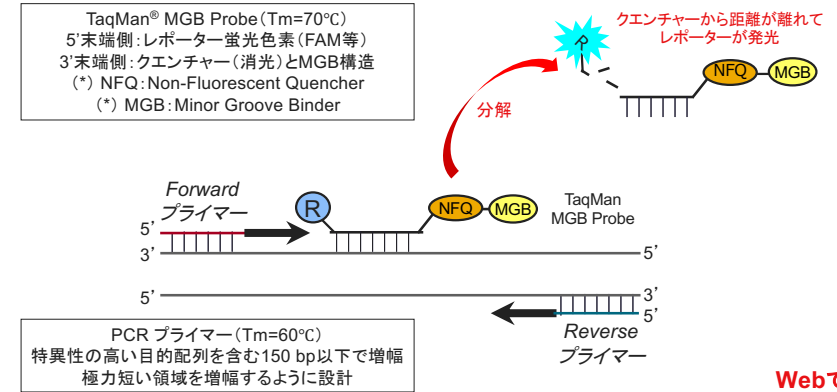 TaqMan® MGB Probe(Tm=70℃)
5’末端側:レポーター蛍光色素(FAM等)
3’末端側:クエンチャー(消光)とMGB構造
(*) NFQ:Non-Fluorescent Quencher
(*) MGB:Minor Groove Binder
クエンチャーから距離が離れて
レポーターが発光
R
NFQ
MGB
分解
Forward
プライマー
R
NFQ
MGB
TaqMan
MGB Probe
5’
3’
5’
5’
3’
5’
Reverse
プライマー
PCR プライマー(Tm=60℃)
特異性の高い目的配列を含む150 bp以下で増幅
極力短い領域を増幅するように設計
Webで